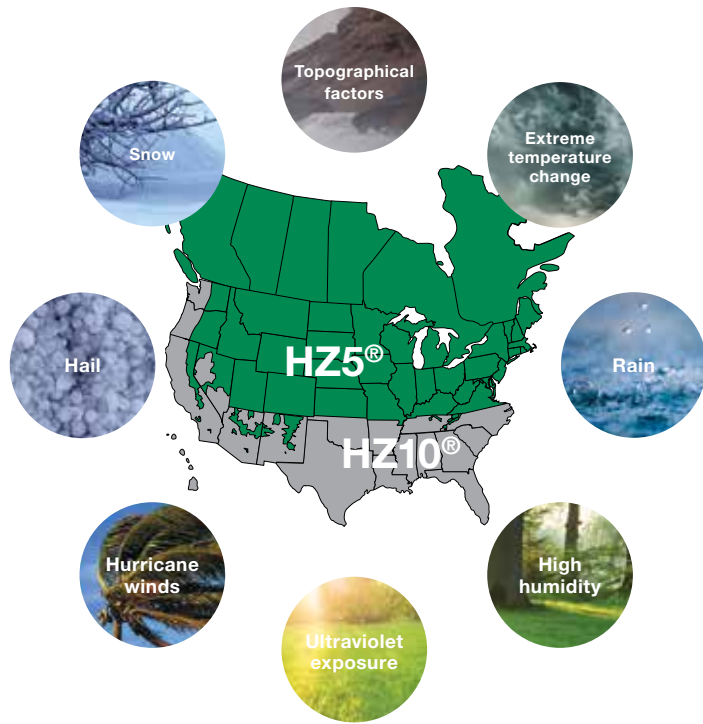 Topographical
factors
Snow
Extreme
temperature
change
Hail
HZ5®
Rain
HZ10®
Hurricane
winds
High
humidity
Ultraviolet
exposure